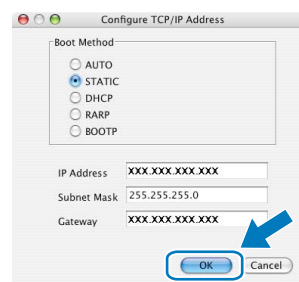 Configure TCP/IP Address
Boot Method
AUTO
STATIC
DHCP
RARP
BOOTP
IP Address XXX.XXX.XXX.XXX
Subnet Mask 255.255.255.0
Gateway XXX.XXX.XXX.XXX
OK Cancel